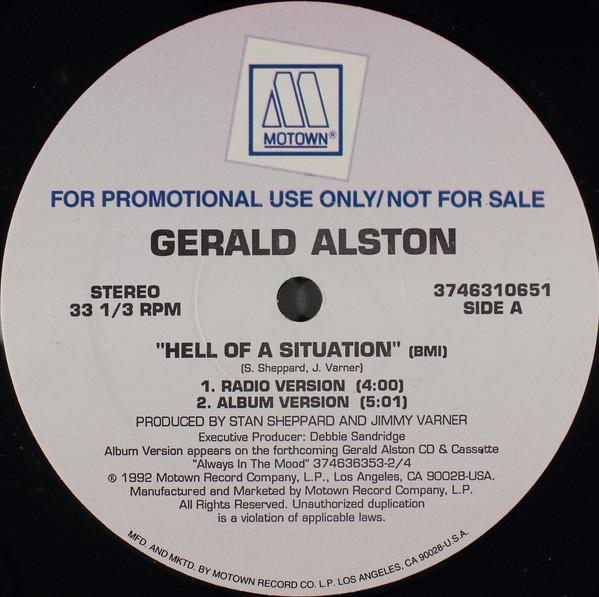 MOTOWN®
FOR PROMOTIONAL USE ONLY/NOT FOR SALE
GERALD ALSTON
STEREO
33 1/3 RPM
3746310651
SIDE A
"HELL OF A SITUATION" (BMI)
(S. Sheppard, J. Varner)
1. RADIO VERSION (4:00)
2. ALBUM VERSION (5:01)
PRODUCED BY STAN SHEPPARD AND JIMMY VARNER
Executive Producer: Debbie Sandridge
Album Version appears on the forthcoming Gerald Alston CD & Cassette
"Always In The Mood" 374636353-2/4
℗ 1992 Motown Record Company, L.P., Los Angeles, CA 90028-USA.
Manufactured and Marketed by Motown Record Company, L.P.
All Rights Reserved. Unauthorized duplication
is a violation of applicable laws.
MFD. AND MKTD. BY MOTOWN RECORD CO. L.P. LOS ANGELES, CA 90028-U.S.A.